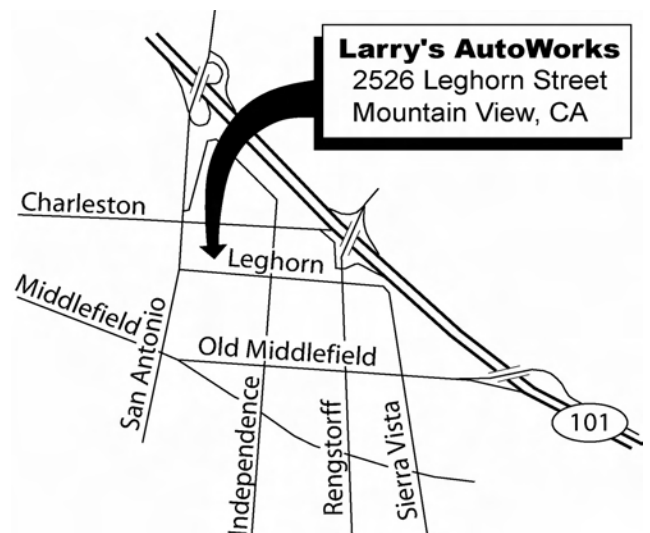 Larry's AutoWorks
2526 Leghorn Street
Mountain View, CA
Charleston
Leghorn
Middlefield
San Antonio
Old Middlefield
Independence
Rengstorff
Sierra Vista
101